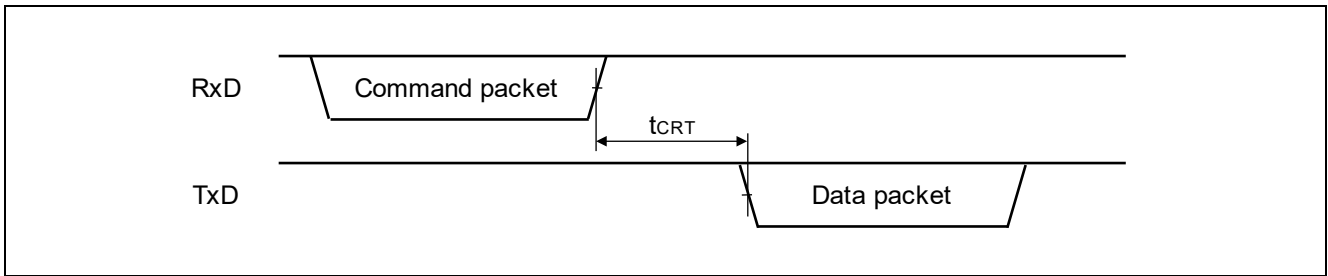 RxD
Command packet
tCRT
TxD
Data packet